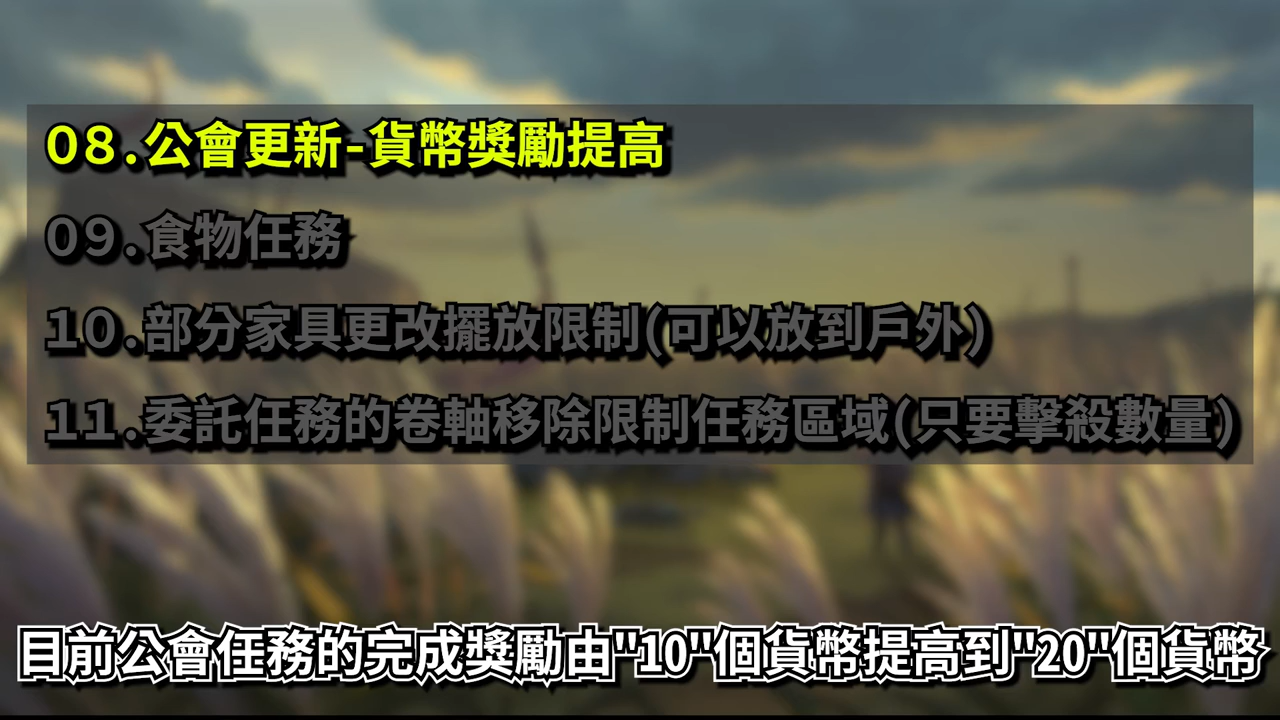 08.公會更新-貨幣獎勵提高
09.食物任務
10.部分家具更改擺放限制(可以放到戶外)
11.委託任務的卷軸移除限制任務區域(只要擊殺數量)
目前公會任務的完成獎勵由"10"個貨幣提高到"20"個貨幣